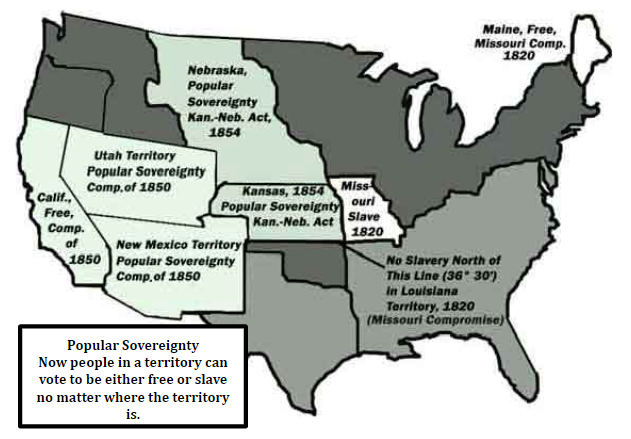 Maine, Free,
Missouri Comp.
1820
Nebraska,
Popular
Sovereignty
Kan.-Neb. Act,
1854
Utah Territory
Popular Sovereignty
Comp.of 1850
Kansas, 1854
Popular Sovereignty
Kan.-Neb. Act
Miss-
ouri
Slave
1820
Calif.,
Free,
Comp.
of
1850
New Mexico Territory
Popular Sovereignty
Comp.of 1850
No Slavery North of
This Line (36° 30')
in Louisiana
Territory, 1820
(Missouri Compromise)
Popular Sovereignty
Now people in a territory can
vote to be either free or slave
no matter where the territory
is.